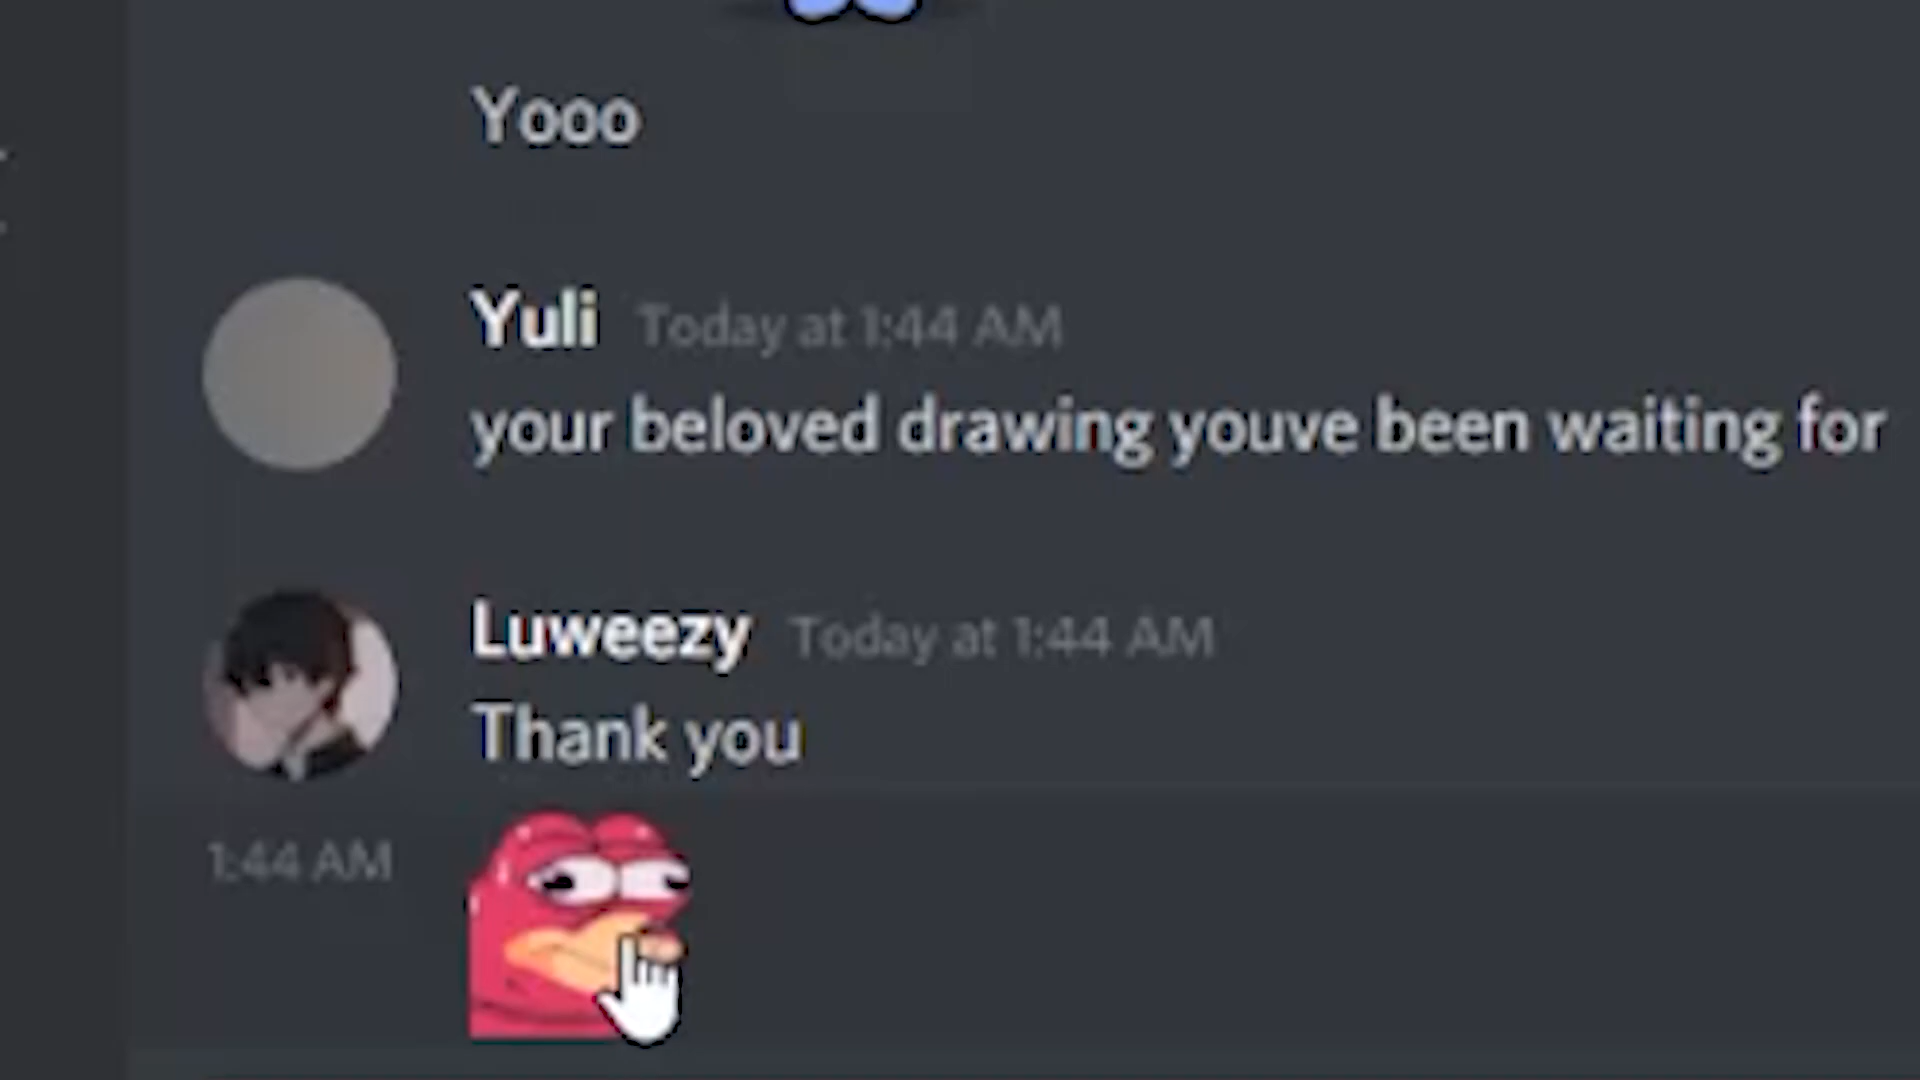 Yooo
Yuli Today at 1:44 AM
your beloved drawing youve been waiting for
Luweezy Today at 1:44 AM
Thank you
1:44 AM